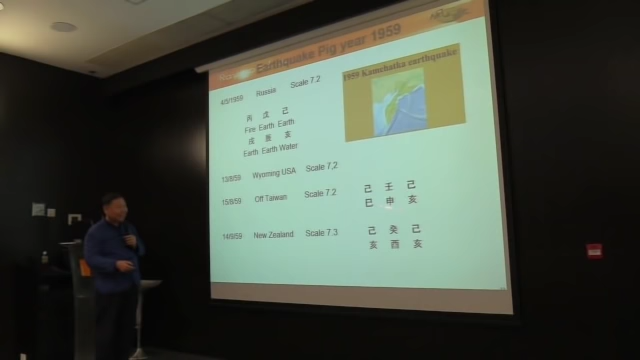 Earthquake Pig year 1959
1959 Kamchatka earthquake
4/5/1959 Russia Scale 7.2
丙 戊 己
Fire Earth Earth
戌 辰 亥
Earth Earth Water
13/8/59 Wyoming USA Scale 7,2
15/8/59 Off Taiwan Scale 7.2
己 壬 己
巳 申 亥
14/9/59 New Zealand Scale 7.3
己 癸 己
亥 酉 亥